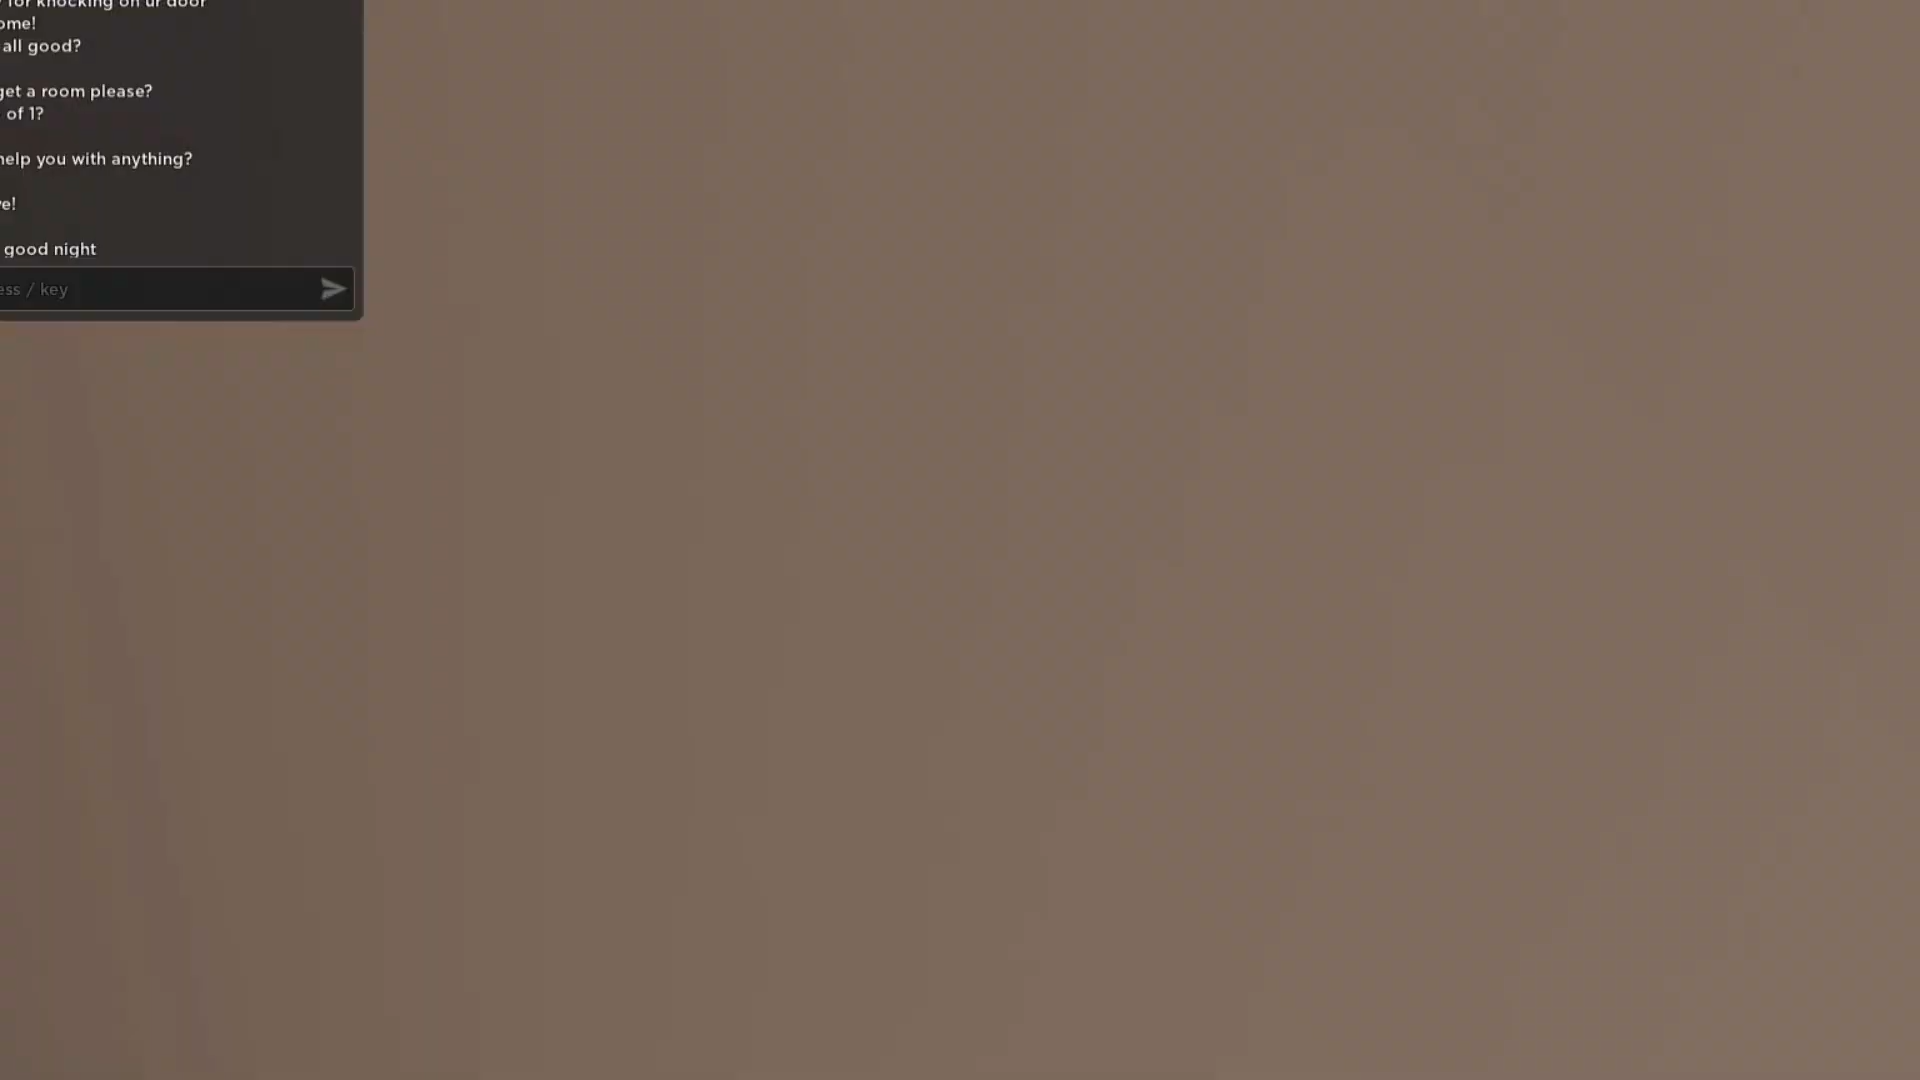 for knocking on ur door
ome!
all good?
get a room please?
of 1?
help you with anything?
e!
good night
ess / key